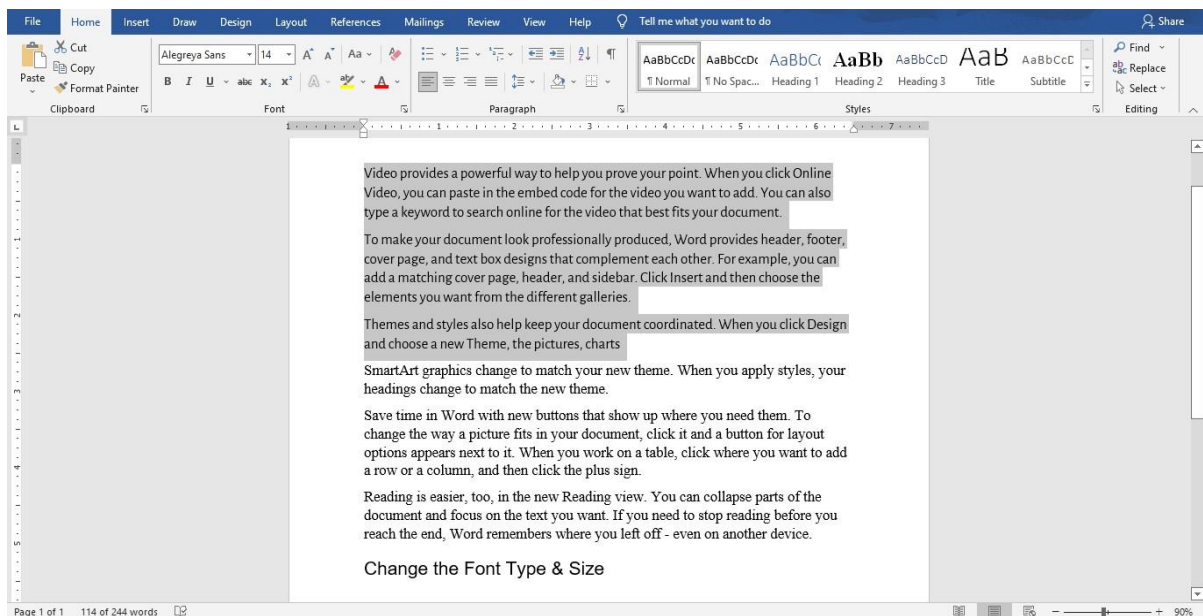 File Home Insert Draw Design Layout References Mailings Review View Help Tell me what you want to do Share
Cut
Copy
Format Painter
Paste
Clipboard
Alegreya Sans 14 A A Aa
B I U abc x₂ x² A aby A
Font
Paragraph
AaBbCcDc AaBbCcDc AaBbCc AaBb AaBbCcD AaB AaBbCcC
¶ Normal ¶ No Spac... Heading 1 Heading 2 Heading 3 Title Subtitle
Styles
Find
Replace
Select
Editing
1 1 2 3 4 5 6 7
Video provides a powerful way to help you prove your point. When you click Online
Video, you can paste in the embed code for the video you want to add. You can also
type a keyword to search online for the video that best fits your document.
To make your document look professionally produced, Word provides header, footer,
cover page, and text box designs that complement each other. For example, you can
add a matching cover page, header, and sidebar. Click Insert and then choose the
elements you want from the different galleries.
Themes and styles also help keep your document coordinated. When you click Design
and choose a new Theme, the pictures, charts
SmartArt graphics change to match your new theme. When you apply styles, your
headings change to match the new theme.
Save time in Word with new buttons that show up where you need them. To
change the way a picture fits in your document, click it and a button for layout
options appears next to it. When you work on a table, click where you want to add
a row or a column, and then click the plus sign.
Reading is easier, too, in the new Reading view. You can collapse parts of the
document and focus on the text you want. If you need to stop reading before you
reach the end, Word remembers where you left off - even on another device.
Change the Font Type & Size
Page 1 of 1 114 of 244 words 90%